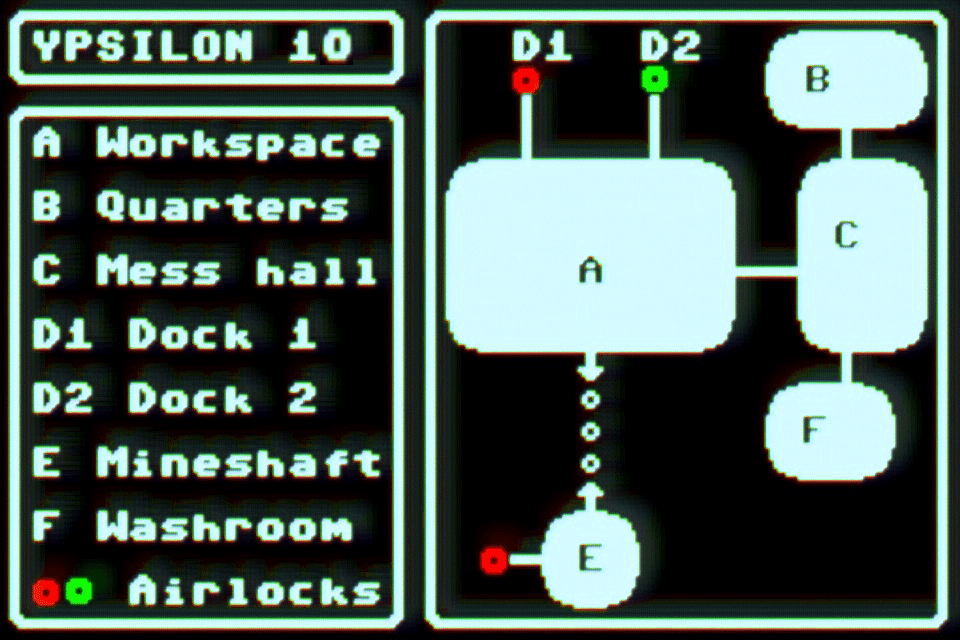 YPSILON 10
A Workspace
B Quarters
C Mess hall
D1 Dock 1
D2 Dock 2
E Mineshaft
F Washroom
Airlocks
D1 D2
B
C
A
F
E